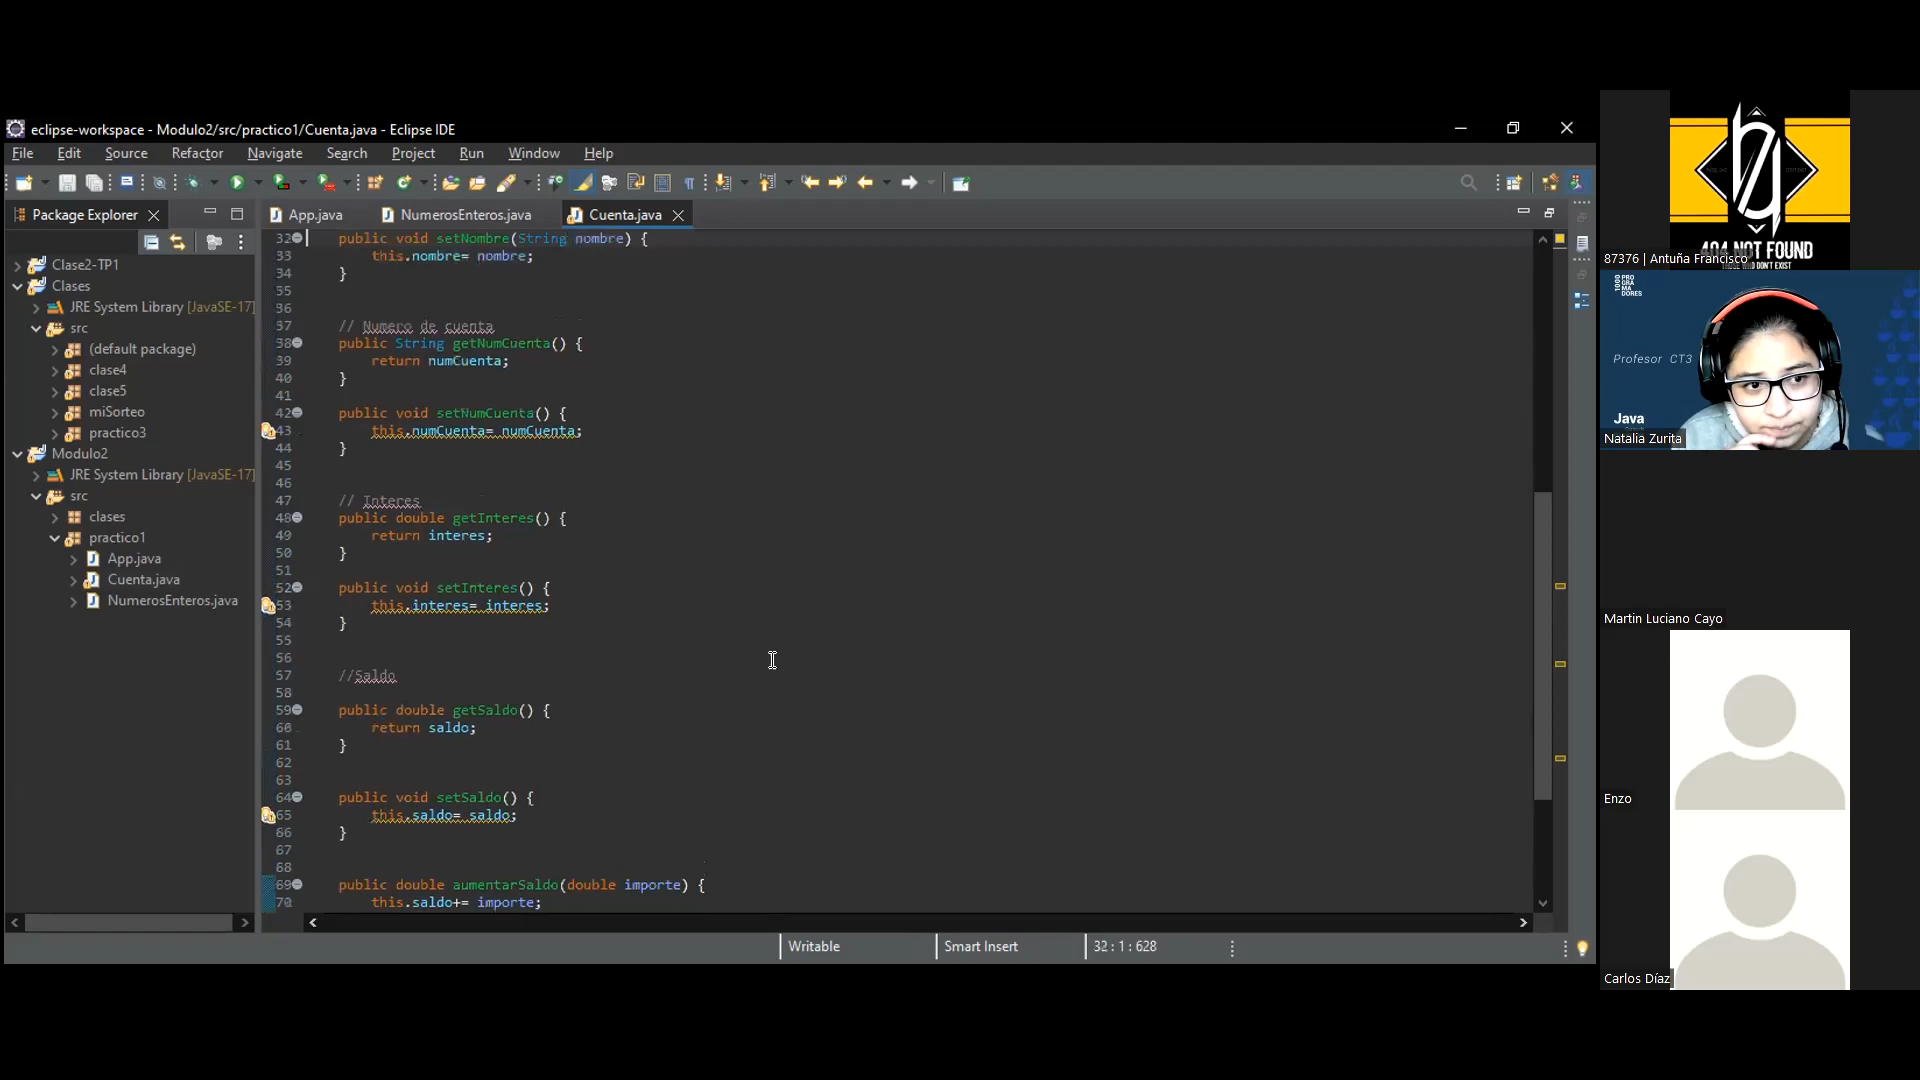 eclipse-workspace - Modulo2/src/practico1/Cuenta.java - Eclipse IDE
File Edit Source Refactor Navigate Search Project Run Window Help
Package Explorer
App.java NumerosEnteros.java Cuenta.java
Clase2-TP1
Clases
JRE System Library [JavaSE-17]
src
(default package)
clase4
clase5
miSorteo
practico3
Modulo2
JRE System Library [JavaSE-17]
src
clases
practico1
App.java
Cuenta.java
NumerosEnteros.java
32 public void setNombre(String nombre) {
33 this.nombre= nombre;
34 }
35
36
37 // Numero de cuenta
38 public String getNumCuenta() {
39 return numCuenta;
40 }
41
42 public void setNumCuenta() {
43 this.numCuenta= numCuenta;
44 }
45
46
47 // Interes
48 public double getInteres() {
49 return interes;
50 }
51
52 public void setInteres() {
53 this.interes= interes;
54 }
55
56
57 //Saldo
58
59 public double getSaldo() {
60 return saldo;
61 }
62
63
64 public void setSaldo() {
65 this.saldo= saldo;
66 }
67
68
69 public double aumentarSaldo(double importe) {
70 this.saldo+= importe;
Writable Smart Insert 32 : 1 : 628
404 NOT FOUND
87376 | Antuña Francisco
PRO
GRA
MA
DORES
Profesor CT3
Java
Natalia Zurita
Martin Luciano Cayo
Enzo
Carlos Díaz